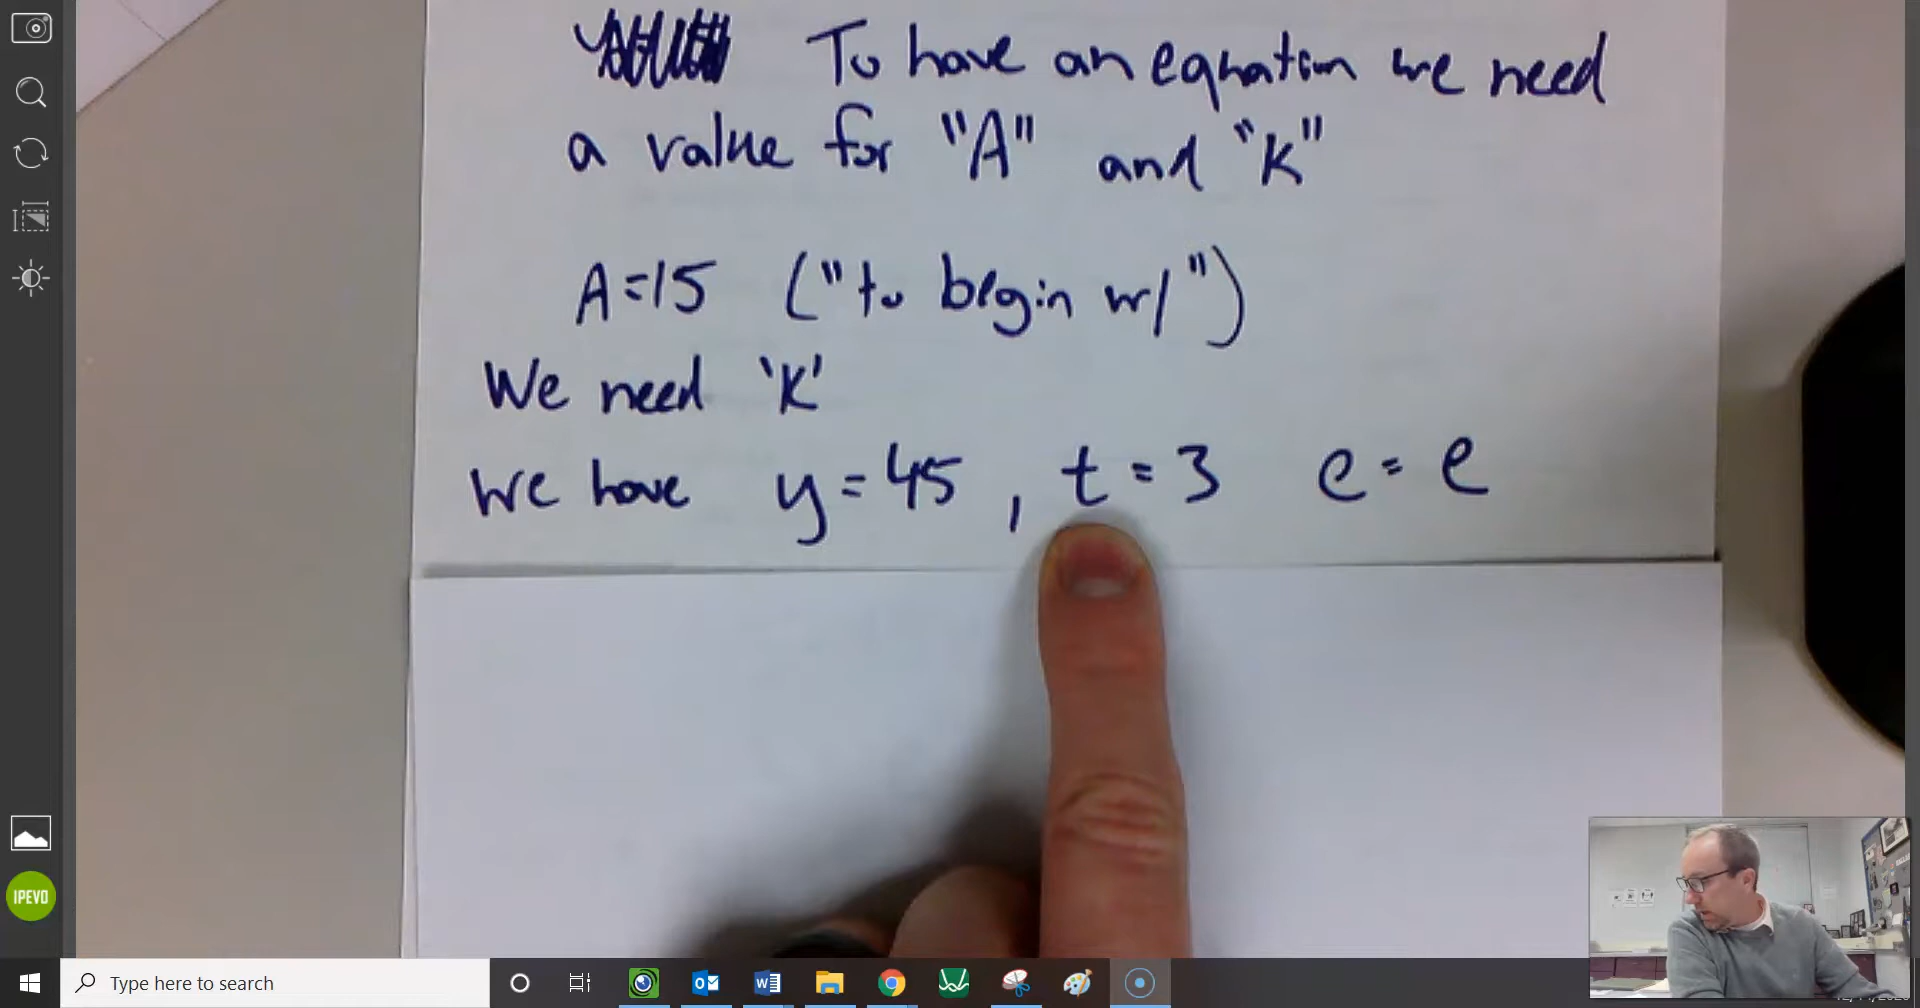 To have an equation we need
a value for "A" and "K"
A=15 ("to begin w/")
We need 'K'
We have y=45, t=3 e=e
IPEVO
Type here to search